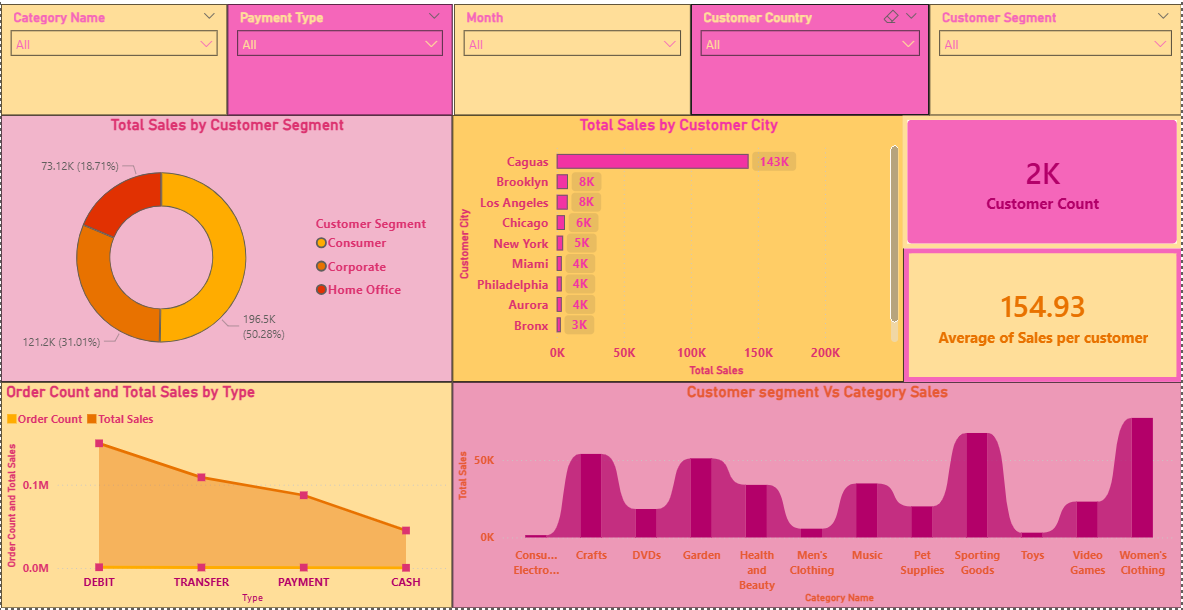 Category Name
All
Payment Type
All
Month
All
Customer Country
All
Customer Segment
All
Total Sales by Customer Segment
73.12K (18.71%)
196.5K
(50.28%)
121.2K (31.01%)
Customer Segment
Consumer
Corporate
Home Office
Total Sales by Customer City
Customer City
Caguas 143K
Brooklyn 8K
Los Angeles 8K
Chicago 6K
New York 5K
Miami 4K
Philadelphia 4K
Aurora 4K
Bronx 3K
0K 50K 100K 150K 200K
Total Sales
2K
Customer Count
154.93
Average of Sales per customer
Order Count and Total Sales by Type
Order Count Total Sales
Order Count and Total Sales
0.1M
0.0M
DEBIT TRANSFER PAYMENT CASH
Type
Customer segment Vs Category Sales
Total Sales
50K
0K
Consu...
Electro...
Crafts
DVDs
Garden
Health
and
Beauty
Men's
Clothing
Music
Pet
Supplies
Sporting
Goods
Toys
Video
Games
Women's
Clothing
Category Name